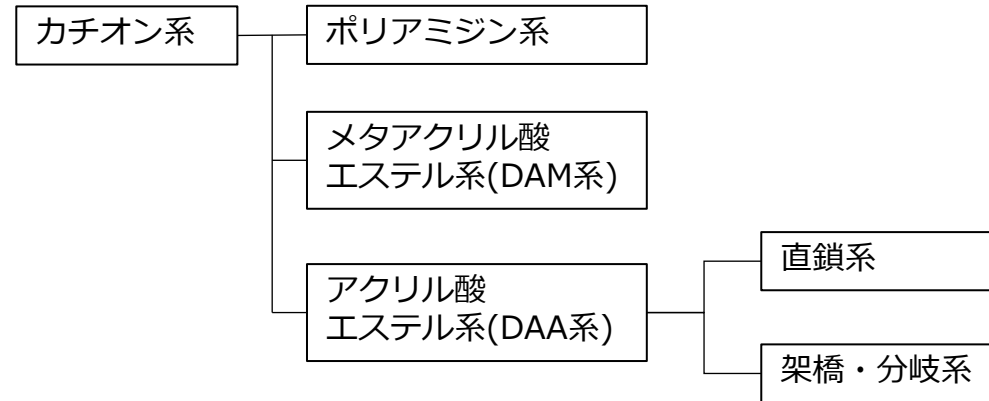 カチオン系
ポリアミジン系
メタアクリル酸
エステル系(DAM系)
アクリル酸
エステル系(DAA系)
直鎖系
架橋・分岐系